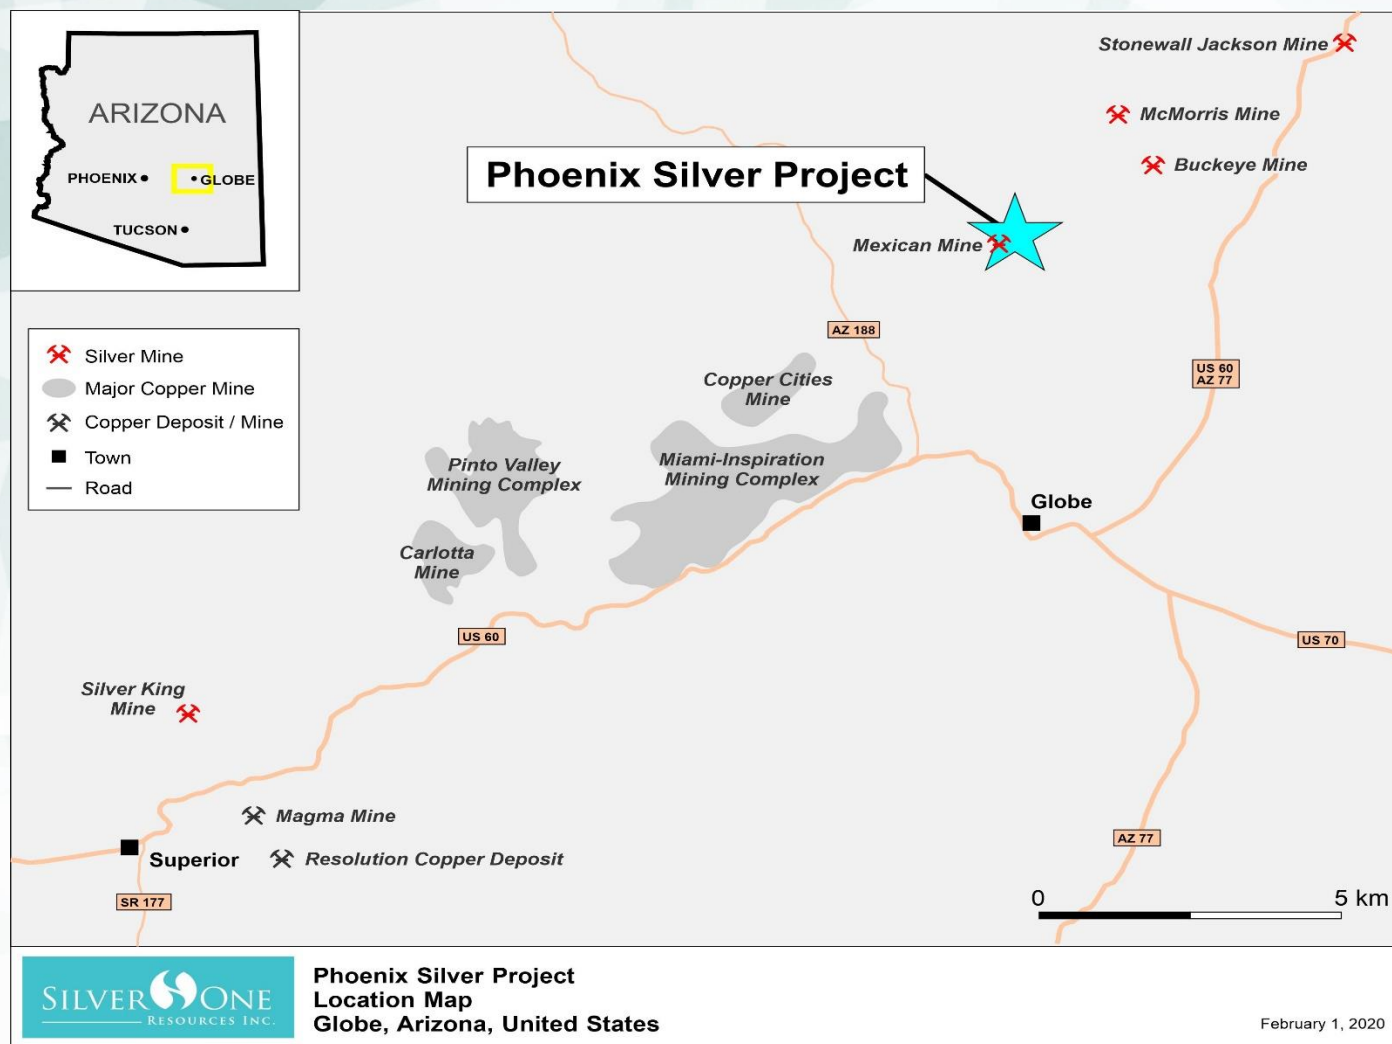 ARIZONA
PHOENIX
GLOBE
TUCSON
Stonewall Jackson Mine
McMorris Mine
Buckeye Mine
Phoenix Silver Project
Mexican Mine
AZ 188
US 60
AZ 77
Silver Mine
Major Copper Mine
Copper Deposit / Mine
Town
Road
Copper Cities
Mine
Pinto Valley
Mining Complex
Miami-Inspiration
Mining Complex
Globe
Carlotta
Mine
US 60
US 70
Silver King
Mine
Magma Mine
AZ 77
Superior
Resolution Copper Deposit
SR 177
0 5 km
SILVER ONE
RESOURCES INC.
Phoenix Silver Project
Location Map
Globe, Arizona, United States
February 1, 2020